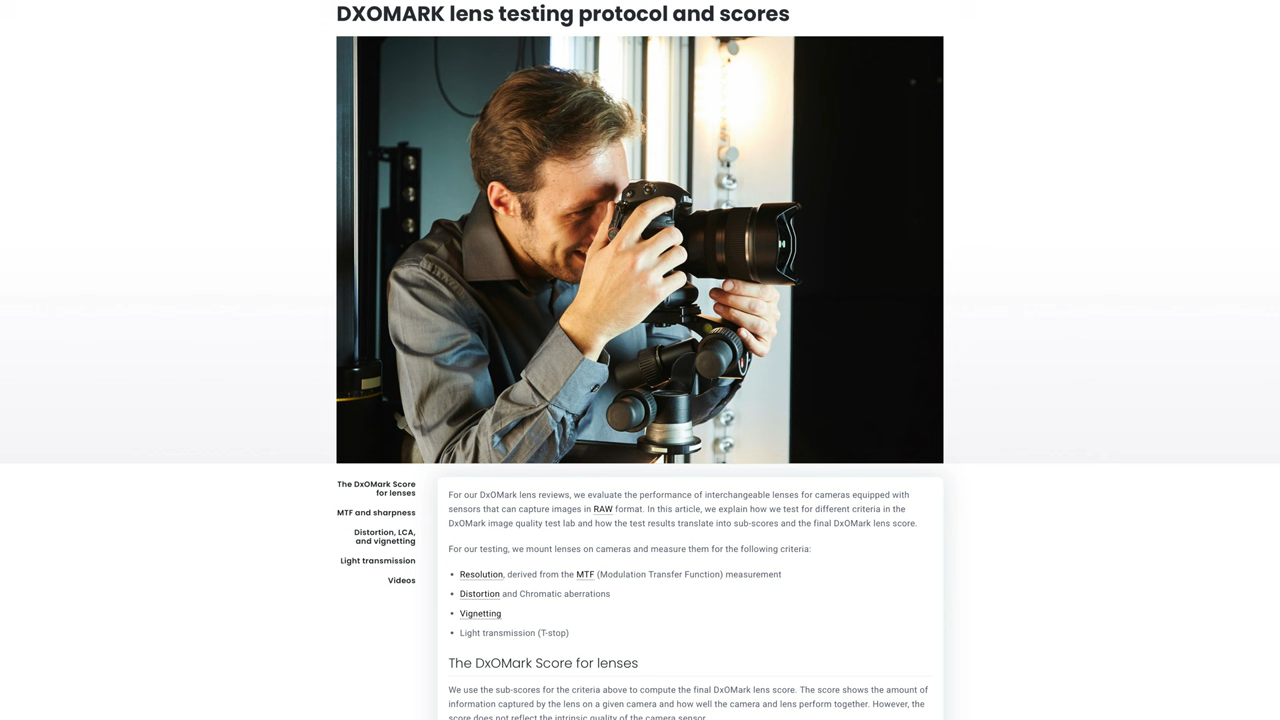 DXOMARK lens testing protocol and scores
The DxOMark Score
for lenses
MTF and sharpness
Distortion, LCA,
and vignetting
Light transmission
Videos
For our DxOMark lens reviews, we evaluate the performance of interchangeable lenses for cameras equipped with
sensors that can capture images in RAW format. In this article, we explain how we test for different criteria in the
DxOMark image quality test lab and how the test results translate into sub-scores and the final DxOMark lens score.
For our testing, we mount lenses on cameras and measure them for the following criteria:
• Resolution, derived from the MTF (Modulation Transfer Function) measurement
• Distortion and Chromatic aberrations
• Vignetting
• Light transmission (T-stop)
The DxOMark Score for lenses
We use the sub-scores for the criteria above to compute the final DxOMark lens score. The score shows the amount of
information captured by the lens on a given camera and how well the camera and lens perform together. However, the
score does not reflect the intrinsic quality of the camera sensor.